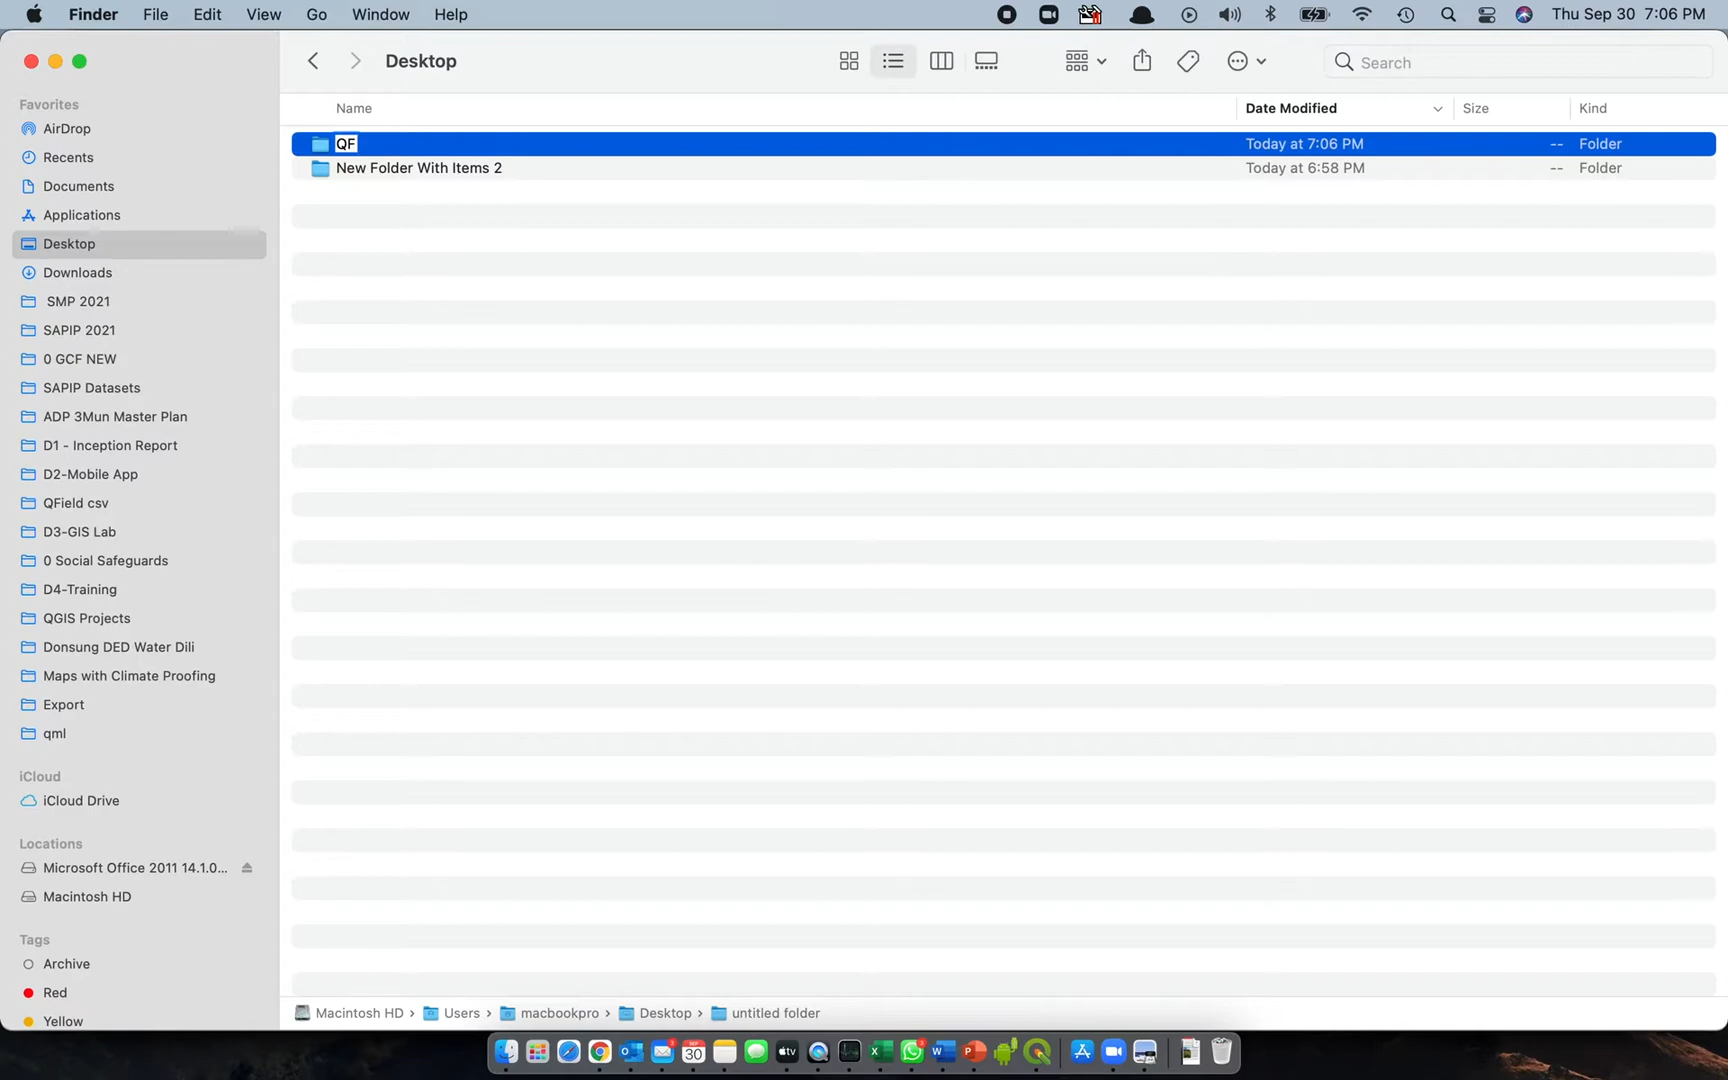 Finder File Edit View Go Window Help Thu Sep 30 7:06 PM
Desktop
Search
Favorites
AirDrop
Recents
Documents
Applications
Desktop
Downloads
SMP 2021
SAPIP 2021
0 GCF NEW
SAPIP Datasets
ADP 3Mun Master Plan
D1 - Inception Report
D2-Mobile App
QField csv
D3-GIS Lab
0 Social Safeguards
D4-Training
QGIS Projects
Donsung DED Water Dili
Maps with Climate Proofing
Export
qml
iCloud
iCloud Drive
Locations
Microsoft Office 2011 14.1.0...
Macintosh HD
Tags
Archive
Red
Yellow
Name Date Modified Size Kind
QF Today at 7:06 PM -- Folder
New Folder With Items 2 Today at 6:58 PM -- Folder
Macintosh HD › Users › macbookpro › Desktop › untitled folder